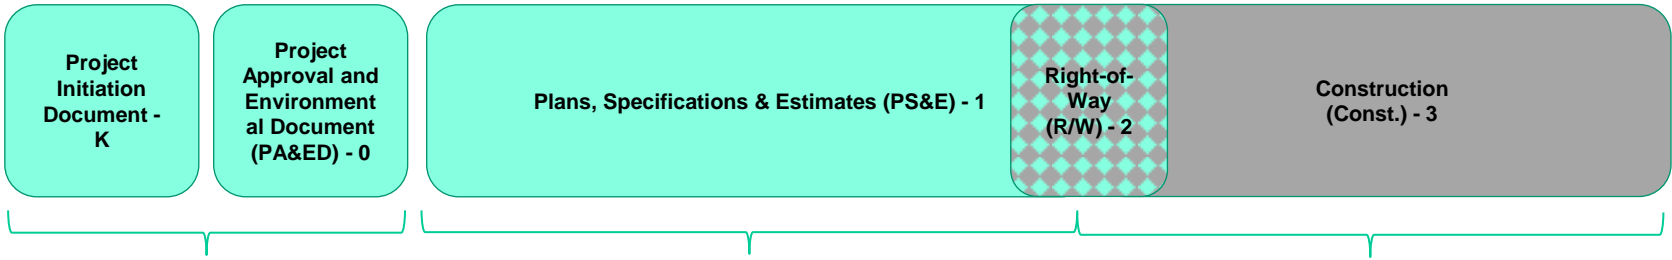 Project
Initiation
Document -
K
Project
Approval and
Environment
al Document
(PA&ED) - 0
Plans, Specifications & Estimates (PS&E) - 1
Right-of-
Way
(R/W) - 2
Construction
(Const.) - 3